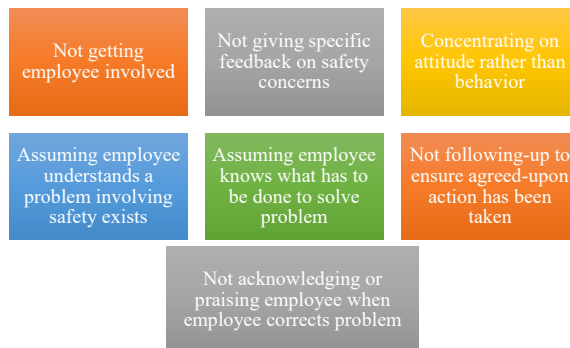 Not getting
employee involved
Not giving specific
feedback on safety
concerns
Concentrating on
attitude rather than
behavior
Assuming employee
understands a
problem involving
safety exists
Assuming employee
knows what has to
be done to solve
problem
Not following-up to
ensure agreed-upon
action has been
taken
Not acknowledging or
praising employee when
employee corrects problem